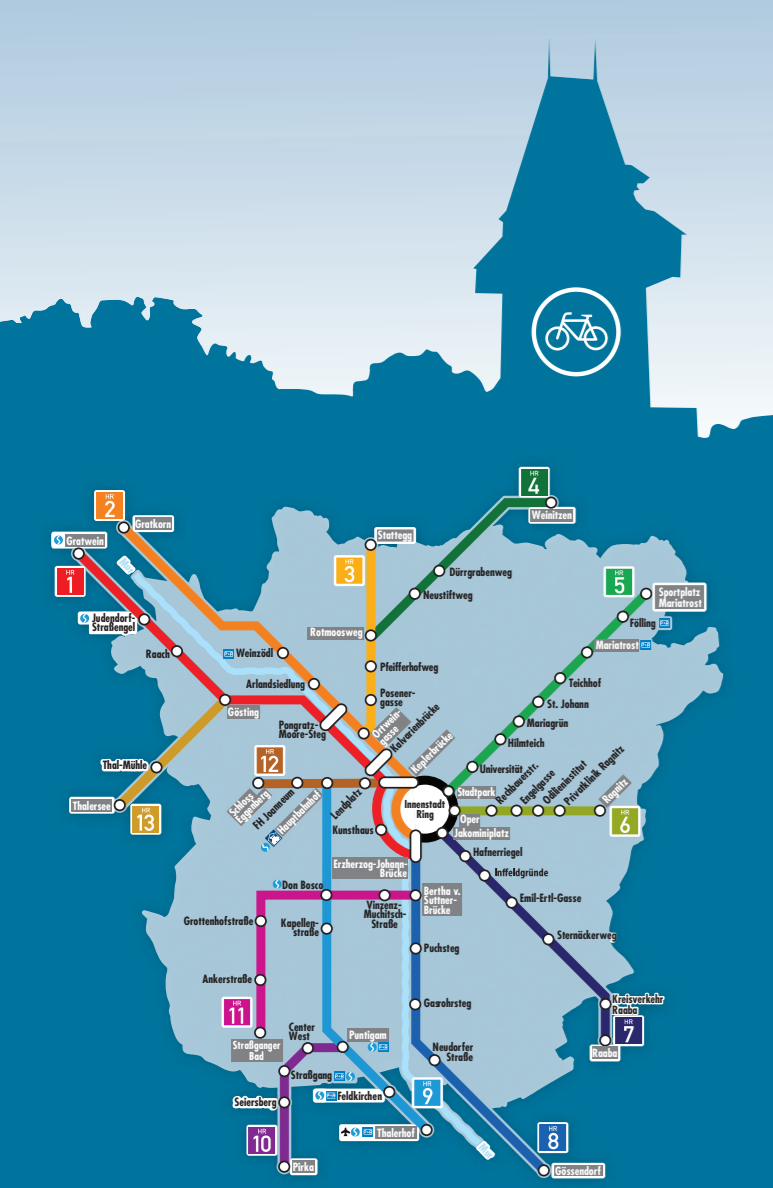 HR
4
HR
2
Gratkorn
Weinitzen
Stattegg
Gratwein
HR
3
HR
1
Dürrgrabenweg
HR
5
Sportplatz
Mariatrost
Neustiftweg
Judendorf-
Straßengel
Fölling
Rotmoosweg
Mariatrost
Raach
Weinzödl
Pfeifferhofweg
Teichhof
Arlandsiedlung
Posener-
gasse
St. Johann
Gösting
Mariagrün
Pongratz-
Moore-Steg
Ortwein-
gasse
Kalvarienbrücke
Hilmteich
Keplerbrücke
HR
12
Thal-Mühle
Universität
Schloss
Eggenberg
FH Joanneum
Hauptbahnhof
Lendplatz
Stadtpark
Rechbauerstr.
Engelgasse
Odilieninstitut
Privatklinik Ragnitz
Ragnitz
Thalersee
HR
13
Innenstadt
Ring
Oper
HR
6
Kunsthaus
Jakominiplatz
Hafnerriegel
Erzherzog-Johann-
Brücke
Inffeldgründe
Don Bosco
Bertha v.
Suttner-
Brücke
Vinzenz-
Muchitsch-
Straße
Emil-Ertl-Gasse
Grottenhofstraße
Kapellen-
straße
Sternäckerweg
Puchsteg
Ankerstraße
Gasrohrsteg
Kreisverkehr
Raaba
HR
11
HR
7
Straßganger
Bad
Center
West
Puntigam
Neudorfer
Straße
Raaba
Straßgang
Feldkirchen
HR
9
Seiersberg
HR
10
Thalerhof
HR
8
Pirka
Gössendorf